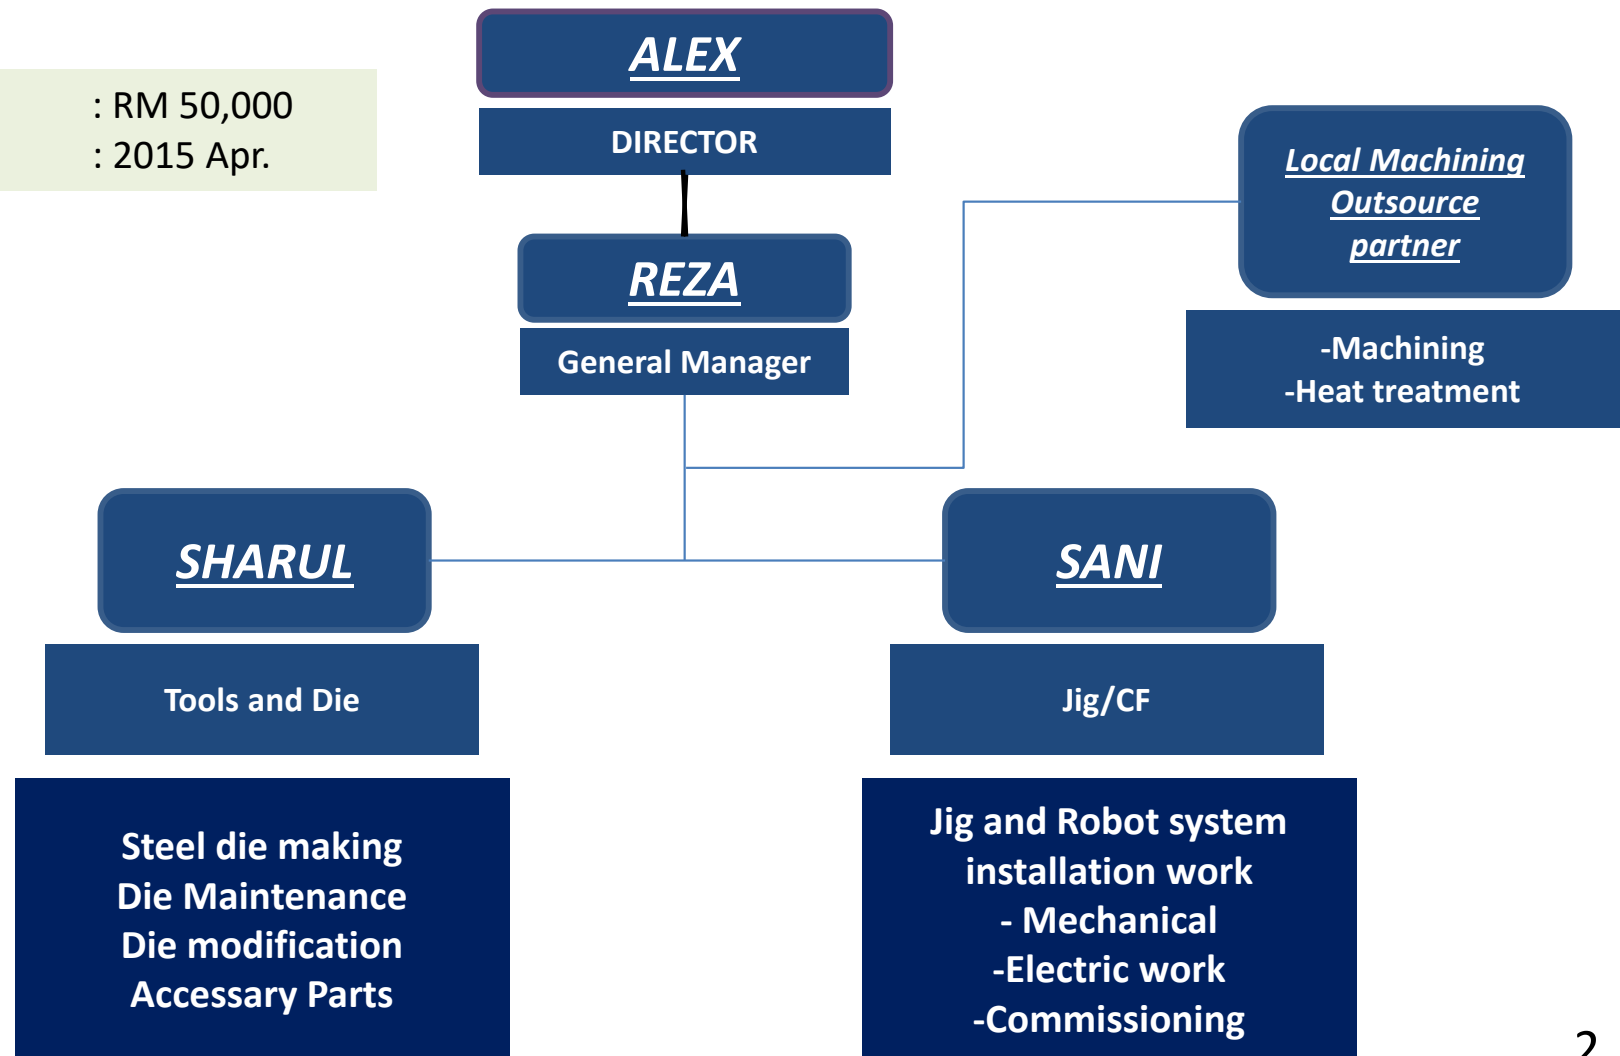 ALEX
DIRECTOR
: RM 50,000
: 2015 Apr.
Local Machining
Outsource
partner
-Machining
-Heat treatment
REZA
General Manager
SHARUL
Tools and Die
Steel die making
Die Maintenance
Die modification
Accessary Parts
SANI
Jig/CF
Jig and Robot system
installation work
- Mechanical
-Electric work
-Commissioning
2